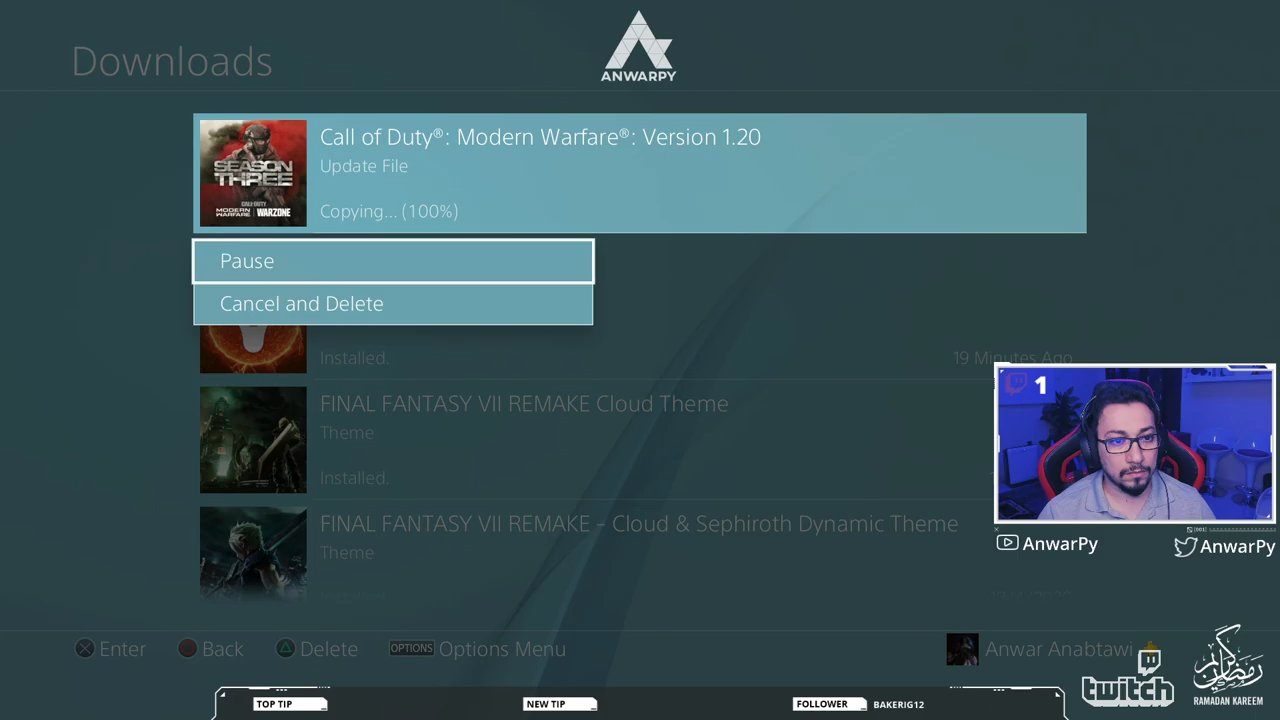 Downloads
ANWARPY
Call of Duty®: Modern Warfare®: Version 1.20
Update File
Copying... (100%)
SEASON
THREE
CALL OF DUTY
MODERN WARFARE | WARZONE
Pause
Cancel and Delete
Installed.
19 Minutes Ago
1
FINAL FANTASY VII REMAKE Cloud Theme
Theme
Installed.
FINAL FANTASY VII REMAKE – Cloud & Sephiroth Dynamic Theme
Theme
Installed.
AnwarPy
AnwarPy
Enter
Back
Delete
OPTIONS Options Menu
Anwar Anabtawi
twitch
رمضان كريم
RAMADAN KAREEM
TOP TIP
NEW TIP
FOLLOWER BAKERIG12